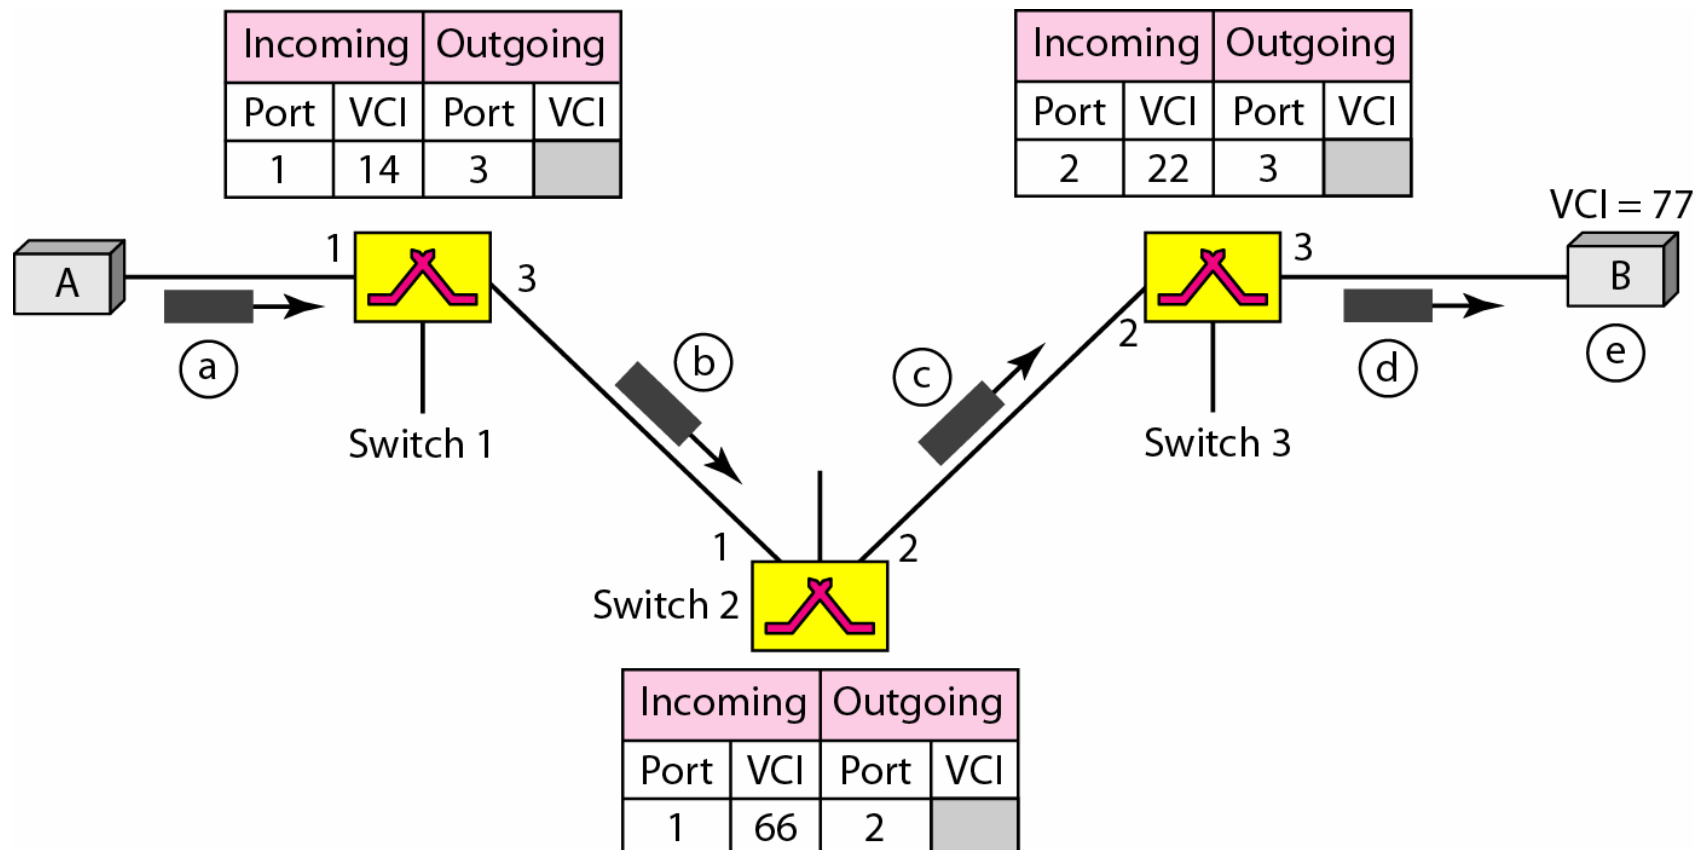 Incoming Outgoing
Port VCI Port VCI
1 14 3
Incoming Outgoing
Port VCI Port VCI
2 22 3
VCI = 77
A
1
3
a
b
Switch 1
c
2
3
B
d
e
Switch 3
1
2
Switch 2
Incoming Outgoing
Port VCI Port VCI
1 66 2